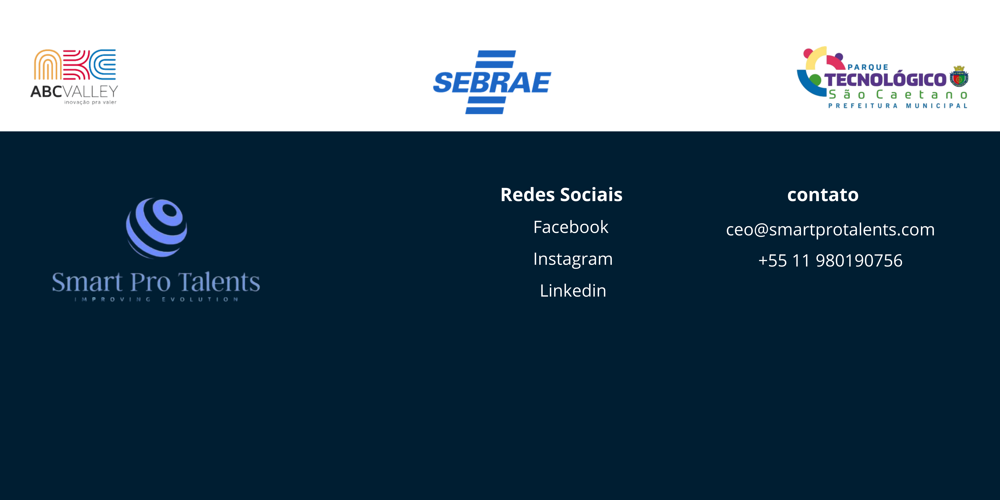 ABCVALLEY
inovação pra valer
SEBRAE
PARQUE
TECNOLÓGICO
São Caetano
PREFEITURA MUNICIPAL
Smart Pro Talents
IMPROVING EVOLUTION
Redes Sociais
Facebook
Instagram
Linkedin
contato
ceo@smartprotalents.com
+55 11 980190756